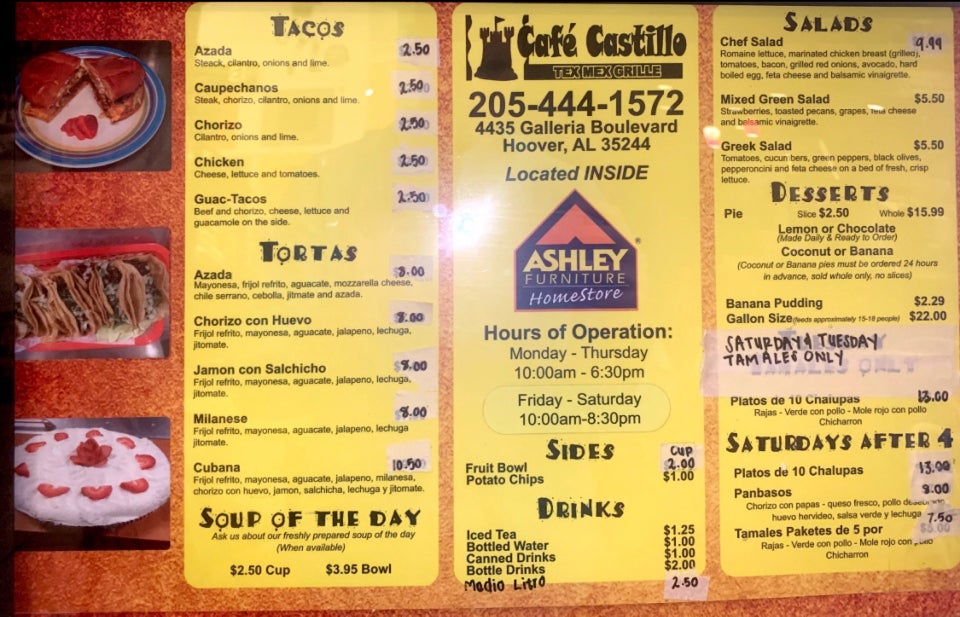 TACOS
Azada 2.50
Steack, cilantro, onions and lime.
Caupechanos 2.50
Steak, chorizo, cilantro, onions and lime.
Chorizo 2.50
Cilantro, onions and lime.
Chicken 2.50
Cheese, lettuce and tomatoes.
Guac-Tacos 2.50
Beef and chorizo, cheese, lettuce and
guacamole on the side.
TORTAS
Azada 8.00
Mayonesa, frijol refrito, aguacate, mozzarella cheese,
chile serrano, cebolla, jitmate and azada.
Chorizo con Huevo 8.00
Frijol refrito, mayonesa, aguacate, jalapeno, lechuga,
jitomate.
Jamon con Salchicho 8.00
Frijol refrito, mayonesa, aguacate, jalapeno, lechuga,
jitomate.
Milanese 8.00
Frijol refrito, mayonesa, aguacate, jalapeno, lechuga
jitomate.
Cubana 10.50
Frijol refrito, mayonesa, aguacate, jalapeno, milanesa,
chorizo con huevo, jamon, salchicha, lechuga y jitomate.
SOUP OF THE DAY
Ask us about our freshly prepared soup of the day
(When available)
$2.50 Cup $3.95 Bowl
Café Castillo
TEX MEX GRILLE
205-444-1572
4435 Galleria Boulevard
Hoover, AL 35244
Located INSIDE
ASHLEY
FURNITURE
HomeStore
Hours of Operation:
Monday - Thursday
10:00am - 6:30pm
Friday - Saturday
10:00am-8:30pm
SIDES
CUP
Fruit Bowl 2.00
Potato Chips $1.00
DRINKS
Iced Tea $1.25
Bottled Water $1.00
Canned Drinks $1.00
Bottle Drinks $2.00
Madio Litro 2.50
SALADS
Chef Salad 9.99
Romaine lettuce, marinated chicken breast (grilled),
tomatoes, bacon, grilled red onions, avocado, hard
boiled egg, feta cheese and balsamic vinaigrette.
Mixed Green Salad $5.50
Strawberries, toasted pecans, grapes, feta cheese
and balsamic vinaigrette.
Greek Salad $5.50
Tomatoes, cucun bers, green peppers, black olives,
pepperoncini and feta cheese on a bed of fresh, crisp
lettuce.
DESSERTS
Pie Slice $2.50 Whole $15.99
Lemon or Chocolate
(Made Daily & Ready to Order)
Coconut or Banana
(Coconut or Banana pies must be ordered 24 hours
in advance, sold whole only, no slices)
Banana Pudding $2.29
Gallon Size (feeds approximately 15-18 people) $22.00
SATURDAY & TUESDAY
TAMALES ONLY
Platos de 10 Chalupas 13.00
Rajas - Verde con pollo - Mole rojo con pollo
Chicharron
SATURDAYS AFTER 4
Platos de 10 Chalupas 13.00
Panbasos 8.00
Chorizo con papas - queso fresco, pollo
huevo hervideo, salsa verde y lechuga
Tamales Paketes de 5 por 7.50
Rajas - Verde con pollo - Mole rojo con pollo
Chicharron